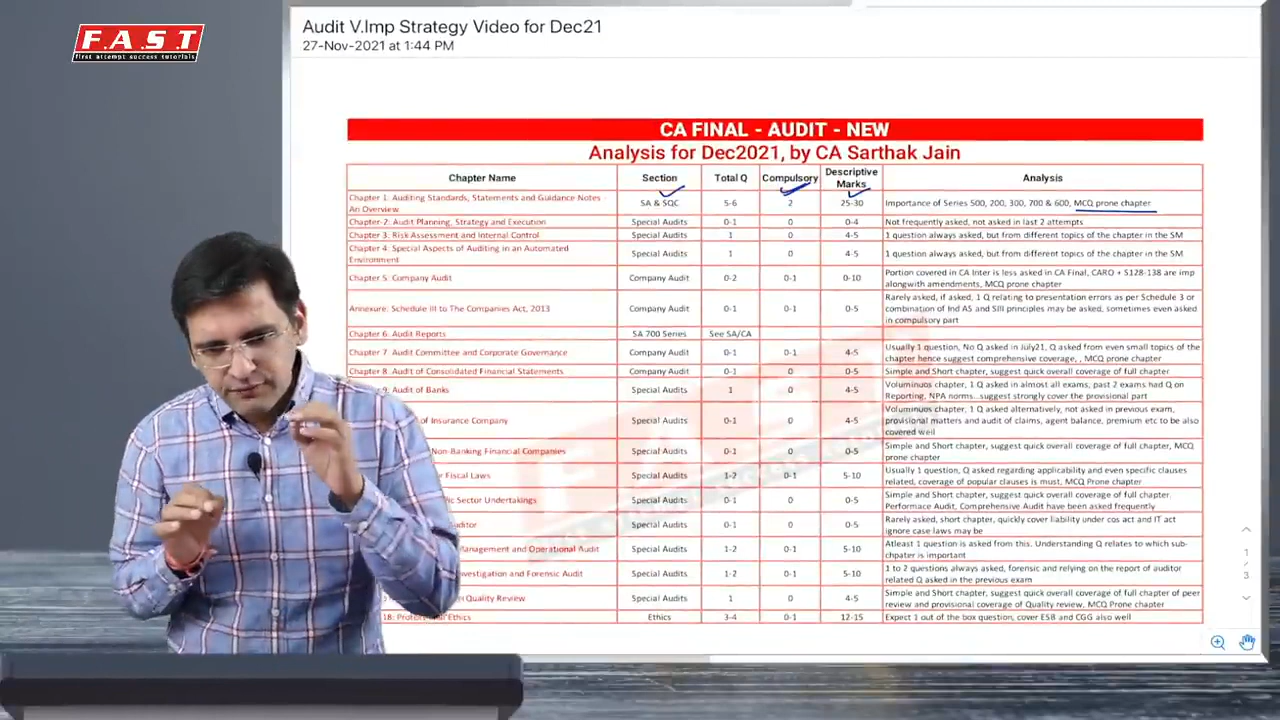 F.A.S.T
first attempt success tutorials
Audit V.Imp Strategy Video for Dec21
27-Nov-2021 at 1:44 PM
CA FINAL - AUDIT - NEW
Analysis for Dec2021, by CA Sarthak Jain
Chapter Name Section Total Q Compulsory Descriptive Marks Analysis
Chapter 1: Auditing Standards, Statements and Guidance Notes - An Overview SA & SQC 5-6 2 25-30 Importance of Series 500, 200, 300, 700 & 600, MCQ prone chapter
Chapter-2: Audit Planning, Strategy and Execution Special Audits 0-1 0 0-4 Not frequently asked, not asked in last 2 attempts
Chapter 3: Risk Assessment and Internal Control Special Audits 1 0 4-5 1 question always asked, but from different topics of the chapter in the SM
Chapter 4: Special Aspects of Auditing in an Automated Environment Special Audits 1 0 4-5 1 question always asked, but from different topics of the chapter in the SM
Chapter 5: Company Audit Company Audit 0-2 0-1 0-10 Portion covered in CA Inter is less asked in CA Final, CARO + S128-138 are imp alongwith amendments, MCQ prone chapter
Annexure: Schedule III to The Companies Act, 2013 Company Audit 0-1 0-1 0-5 Rarely asked, if asked, 1 Q relating to presentation errors as per Schedule 3 or combination of Ind AS and SIII principles may be asked, sometimes even asked in compulsory part
Chapter 6: Audit Reports SA 700 Series See SA/CA
Chapter 7: Audit Committee and Corporate Governance Company Audit 0-1 0-1 4-5 Usually 1 question, No Q asked in July21, Q asked from even small topics of the chapter hence suggest comprehensive coverage, , MCQ prone chapter
Chapter 8: Audit of Consolidated Financial Statements Company Audit 0-1 0 0-5 Simple and Short chapter, suggest quick overall coverage of full chapter
9: Audit of Banks Special Audits 1 0 4-5 Voluminuos chapter, 1 Q asked in almost all exams, past 2 exams had Q on Reporting, NPA norms...suggest strongly cover the provisional part
of Insurance Company Special Audits 0-1 0 4-5 Voluminuos chapter, 1 Q asked alternatively, not asked in previous exam, provisional matters and audit of claims, agent balance, premium etc to be also covered well
Non-Banking Financial Companies Special Audits 0-1 0 0-5 Simple and Short chapter, suggest quick overall coverage of full chapter, MCQ prone chapter
r Fiscal Laws Special Audits 1-2 0-1 5-10 Usually 1 question, Q asked regarding applicability and even specific clauses related, coverage of popular clauses is must, MCQ Prone chapter
ic Sector Undertakings Special Audits 0-1 0 0-5 Simple and Short chapter, suggest quick overall coverage of full chapter. Performace Audit, Comprehensive Audit have been asked frequently
uditor Special Audits 0-1 0 0-5 Rarely asked, short chapter, quickly cover liability under cos act and IT act ignore case laws may be
Management and Operational Audit Special Audits 1-2 0-1 5-10 Atleast 1 question is asked from this. Understanding Q relates to which sub-chpater is important
nvestigation and Forensic Audit Special Audits 1-2 0-1 5-10 1 to 2 questions always asked, forensic and relying on the report of auditor related Q asked in the previous exam
Quality Review Special Audits 1 0 4-5 Simple and Short chapter, suggest quick overall coverage of full chapter of peer review and provisional coverage of Quality review, MCQ Prone chapter
18: Ethics Ethics 3-4 0-1 12-15 Expect 1 out of the box question, cover ESB and CGG also well
1
/
3